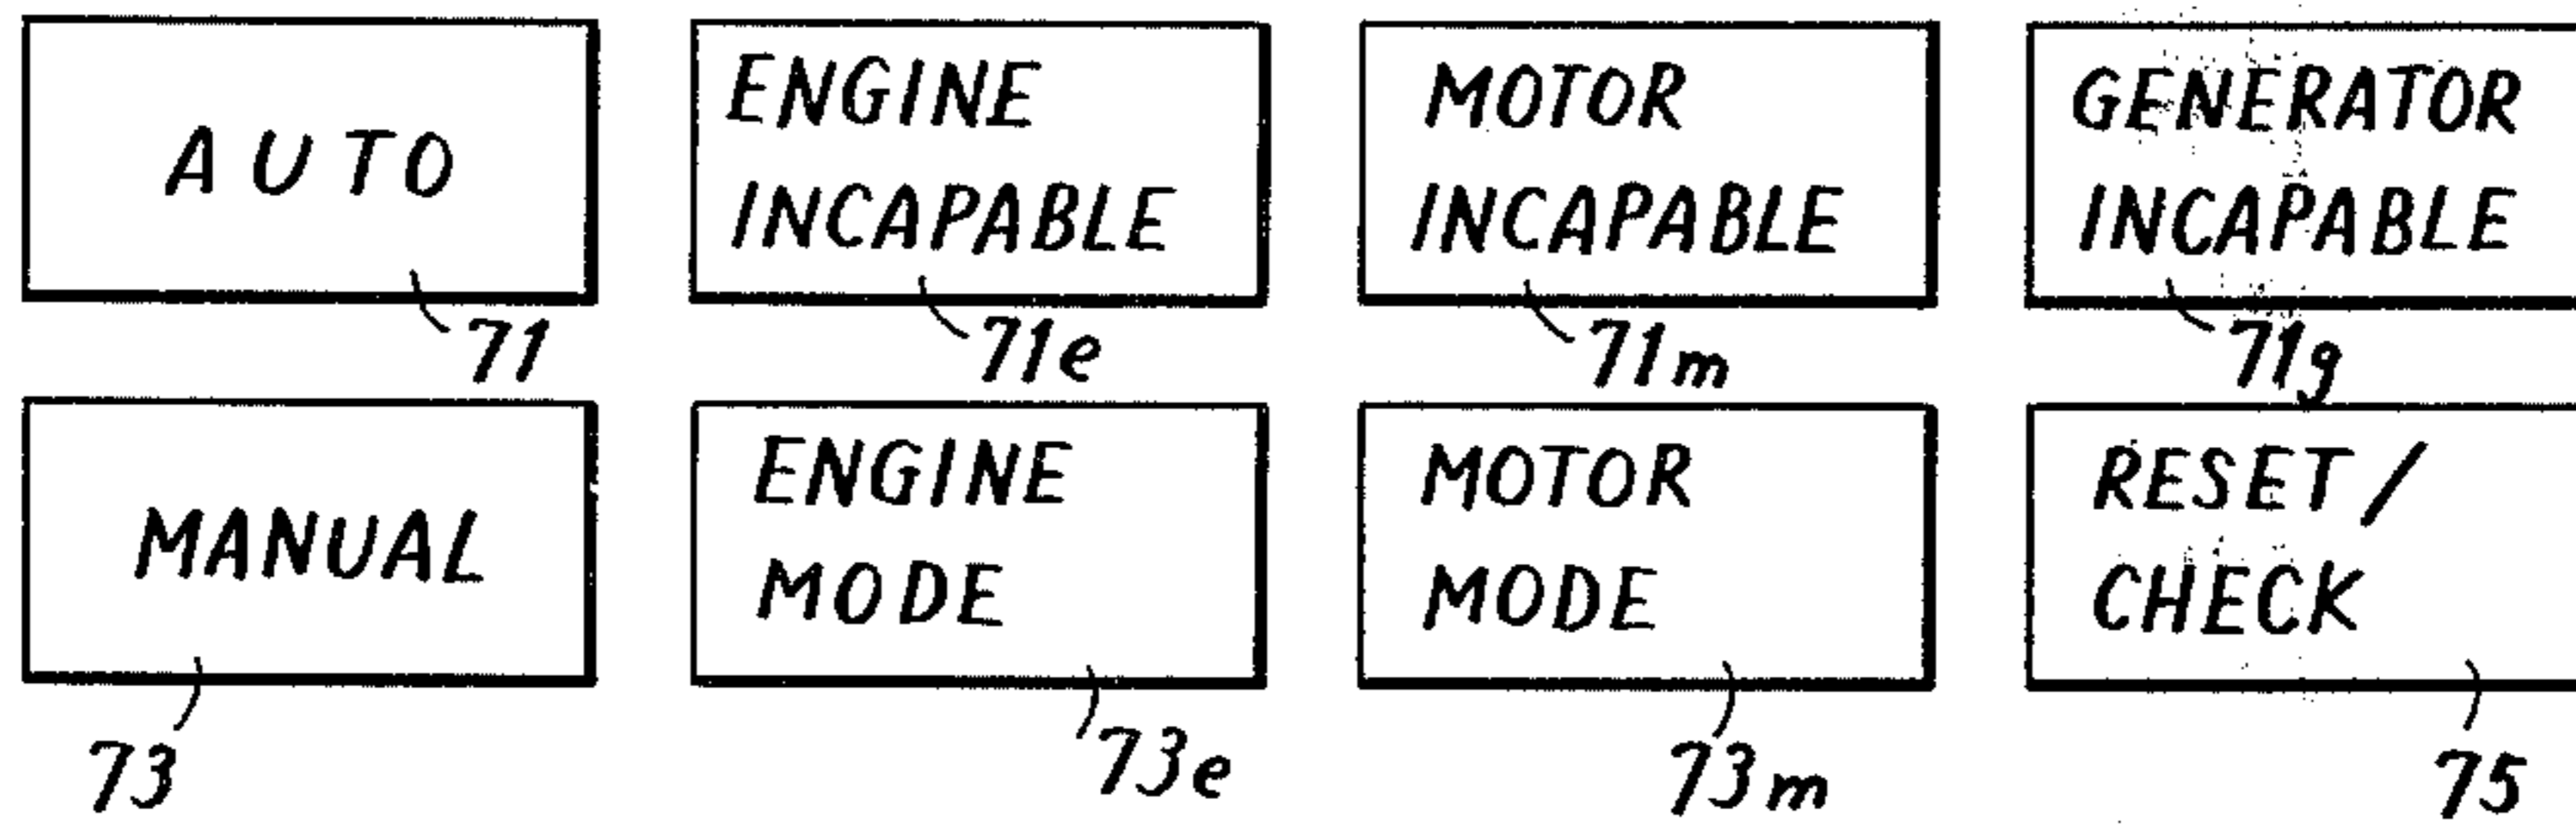 AUTO
ENGINE
INCAPABLE
MOTOR
INCAPABLE
GENERATOR
INCAPABLE
71
71e
71m
71g
MANUAL
ENGINE
MODE
MOTOR
MODE
RESET/
CHECK
73
73e
73m
75